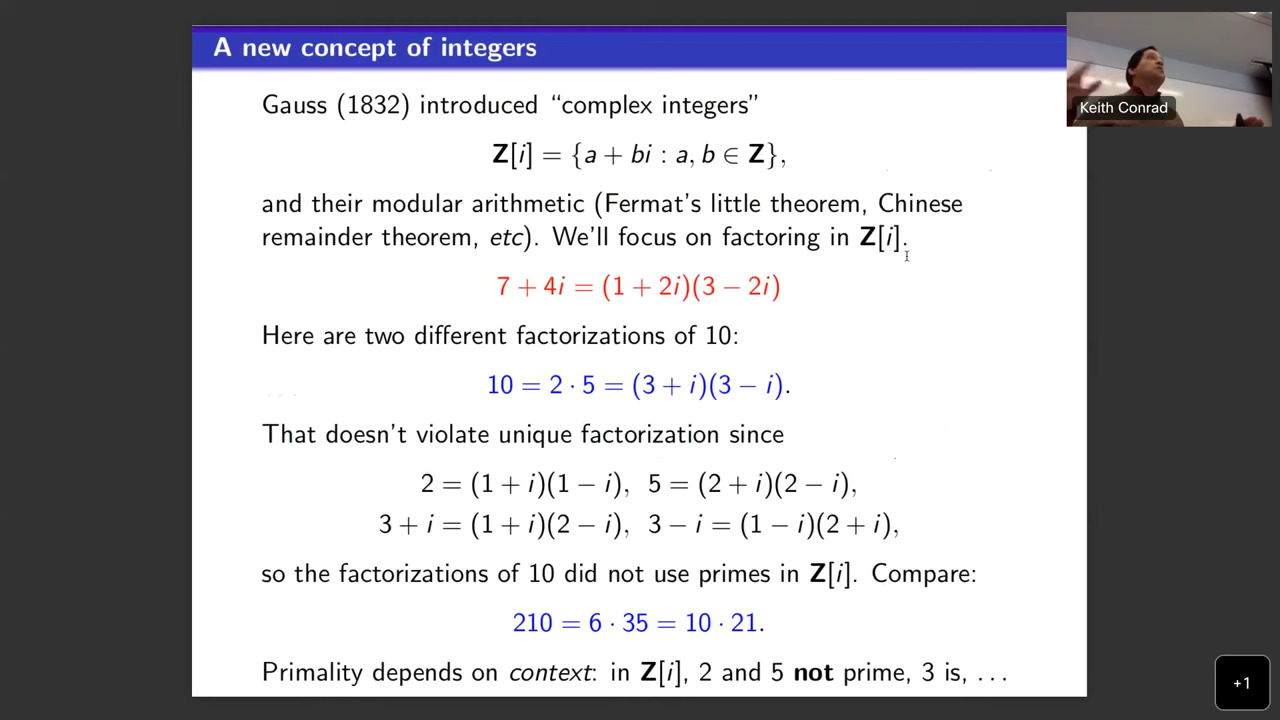 A new concept of integers
Keith Conrad
Gauss (1832) introduced “complex integers”
Z[i] = {a + bi : a, b ∈ Z},
and their modular arithmetic (Fermat's little theorem, Chinese
remainder theorem, etc). We'll focus on factoring in Z[i].
7 + 4i = (1 + 2i)(3 − 2i)
Here are two different factorizations of 10:
10 = 2 · 5 = (3 + i)(3 − i).
That doesn't violate unique factorization since
2 = (1 + i)(1 − i), 5 = (2 + i)(2 − i),
3 + i = (1 + i)(2 − i), 3 − i = (1 − i)(2 + i),
so the factorizations of 10 did not use primes in Z[i]. Compare:
210 = 6 · 35 = 10 · 21.
Primality depends on context: in Z[i], 2 and 5 not prime, 3 is, . . .
+1